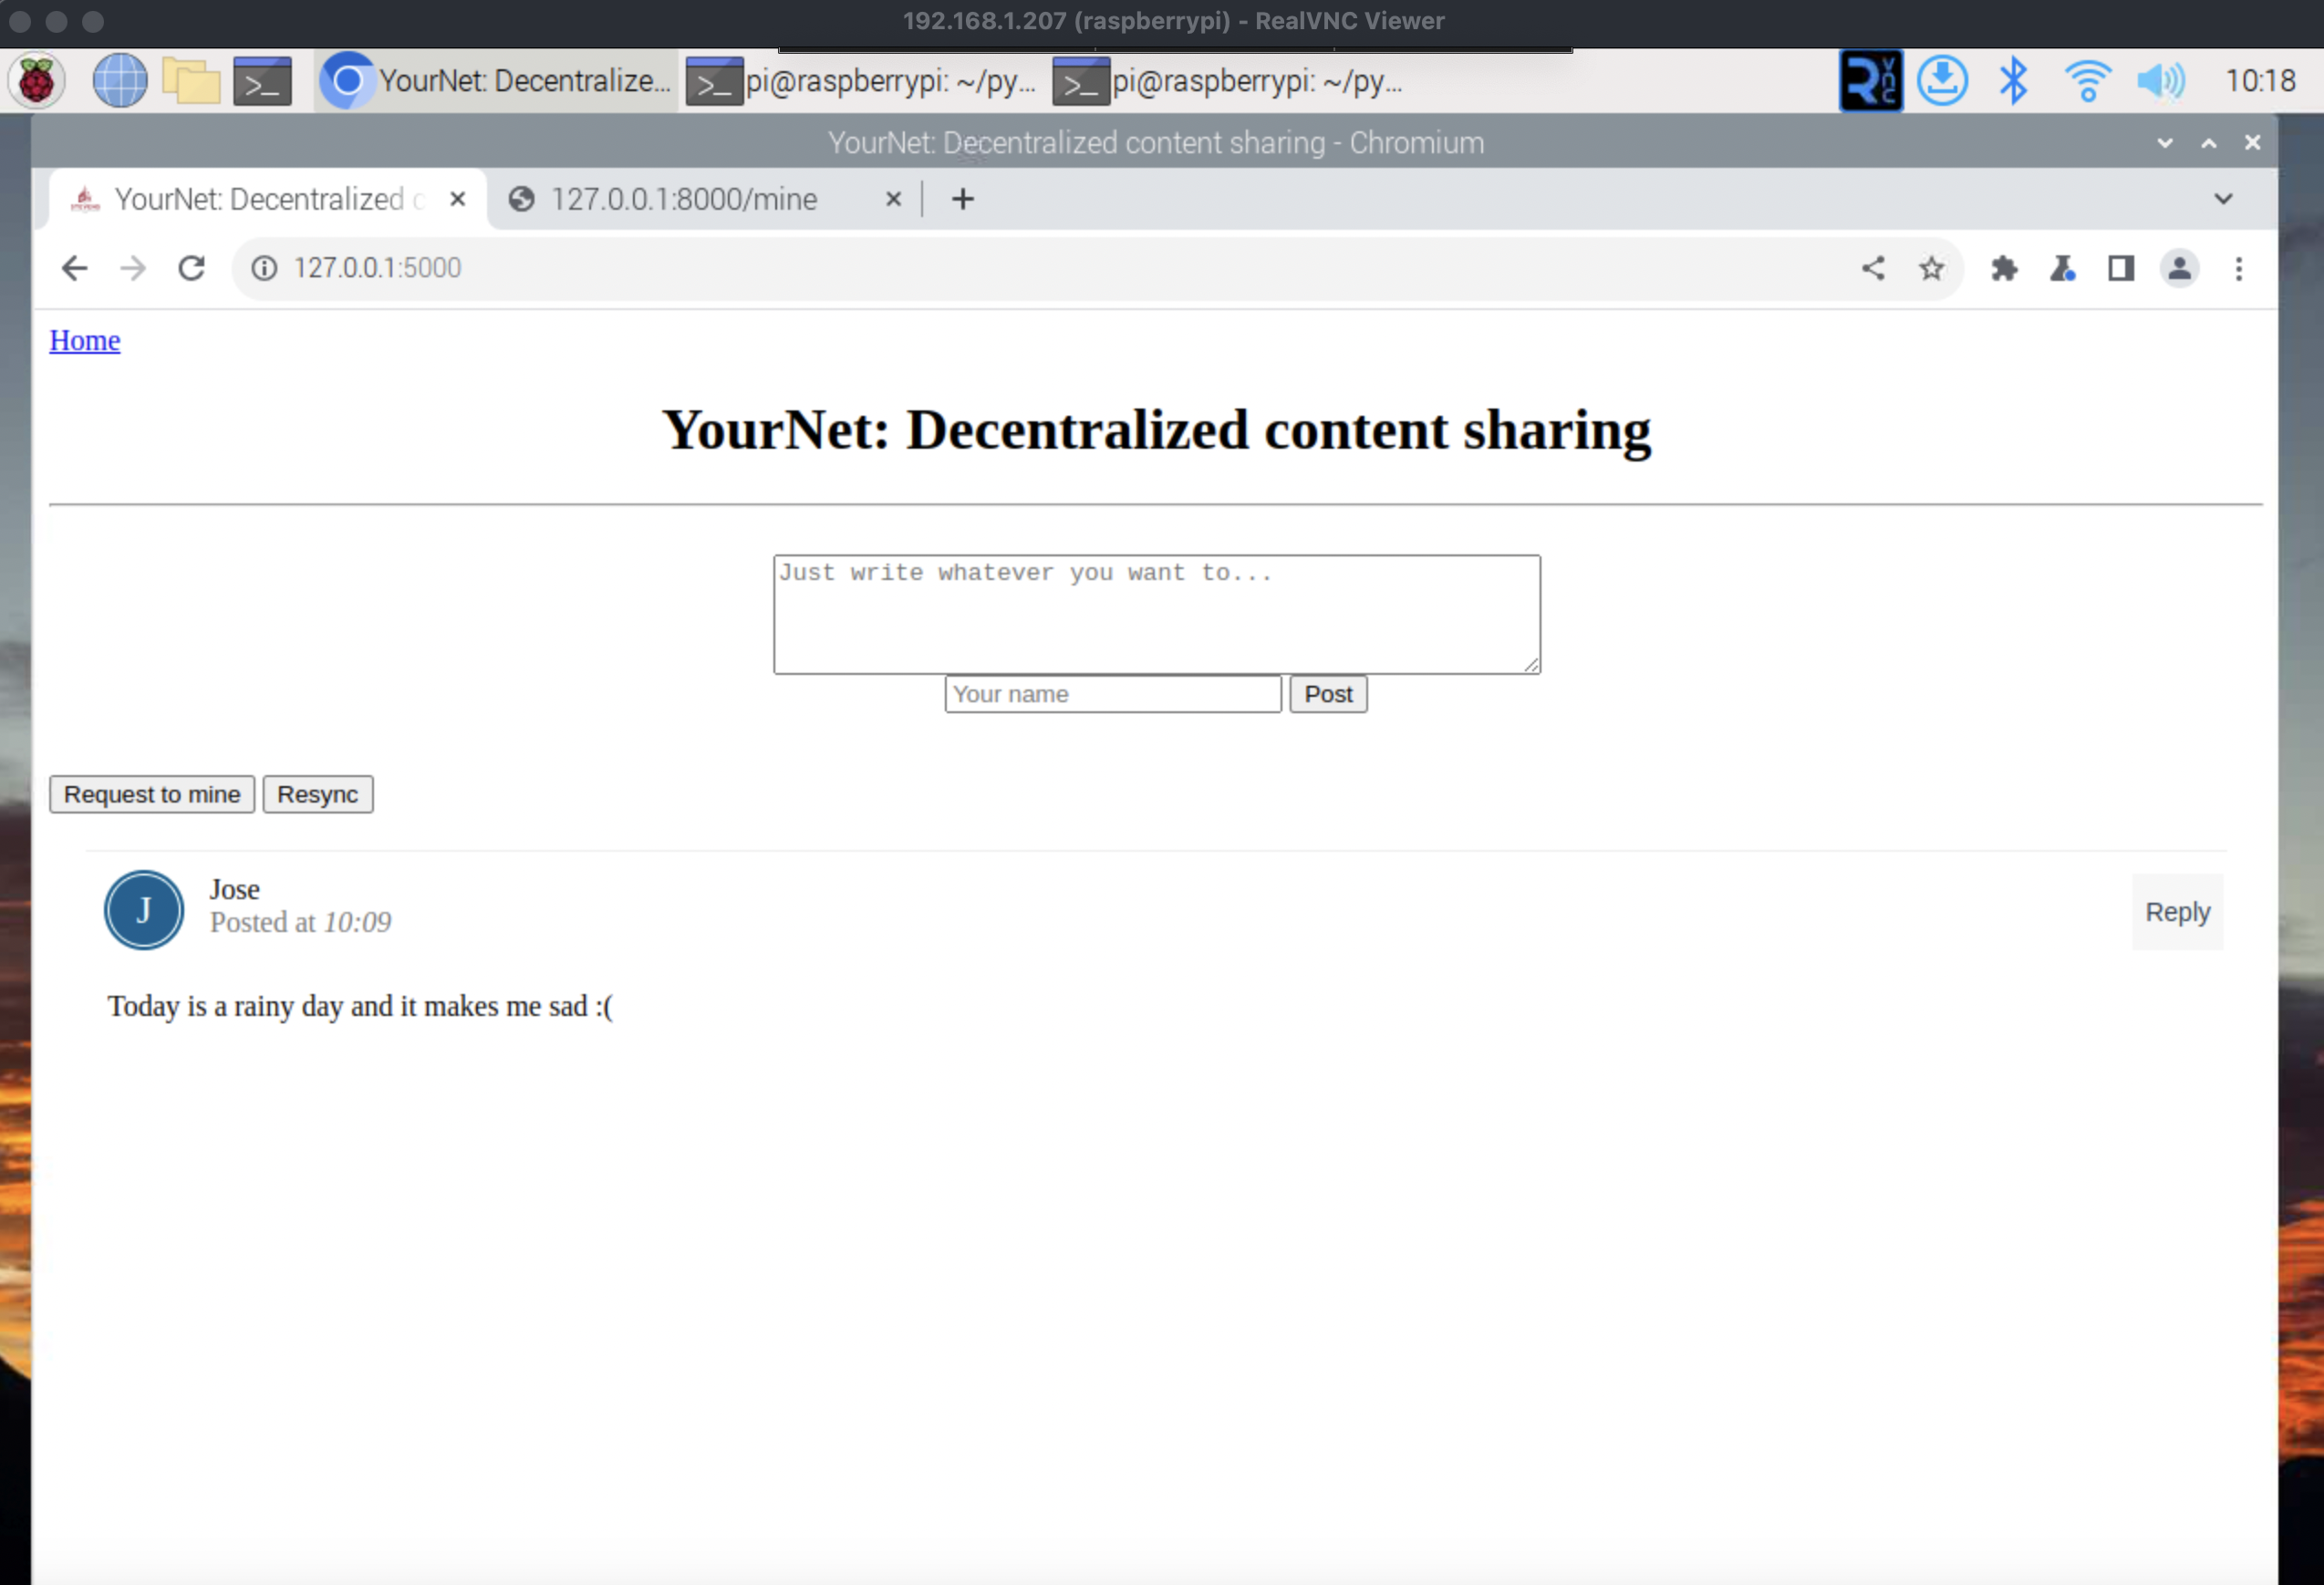 192.168.1.207 (raspberrypi) - RealVNC Viewer
YourNet: Decentralize... pi@raspberrypi: ~/py... pi@raspberrypi: ~/py... 10:18
YourNet: Decentralized content sharing - Chromium
YourNet: Decentralized c 127.0.0.1:8000/mine
127.0.0.1:5000
Home
YourNet: Decentralized content sharing
Just write whatever you want to...
Your name Post
Request to mine Resync
J Jose Reply
Posted at 10:09
Today is a rainy day and it makes me sad :(